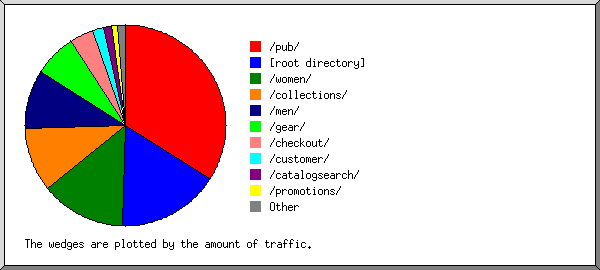 /pub/
[root directory]
/women/
/collections/
/men/
/gear/
/checkout/
/customer/
/catalogsearch/
/promotions/
Other
The wedges are plotted by the amount of traffic.